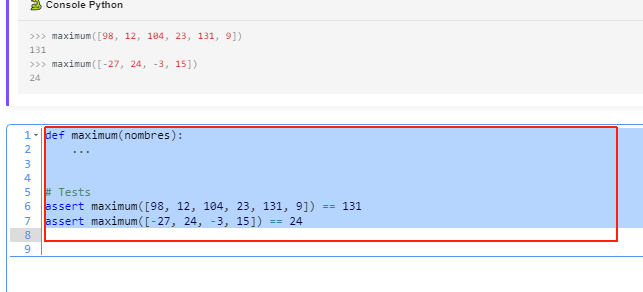 Console Python
>>> maximum([98, 12, 104, 23, 131, 9])
131
>>> maximum([-27, 24, -3, 15])
24
1 def maximum(nombres):
2     ...
3
4
5 # Tests
6 assert maximum([98, 12, 104, 23, 131, 9]) == 131
7 assert maximum([-27, 24, -3, 15]) == 24
8
9